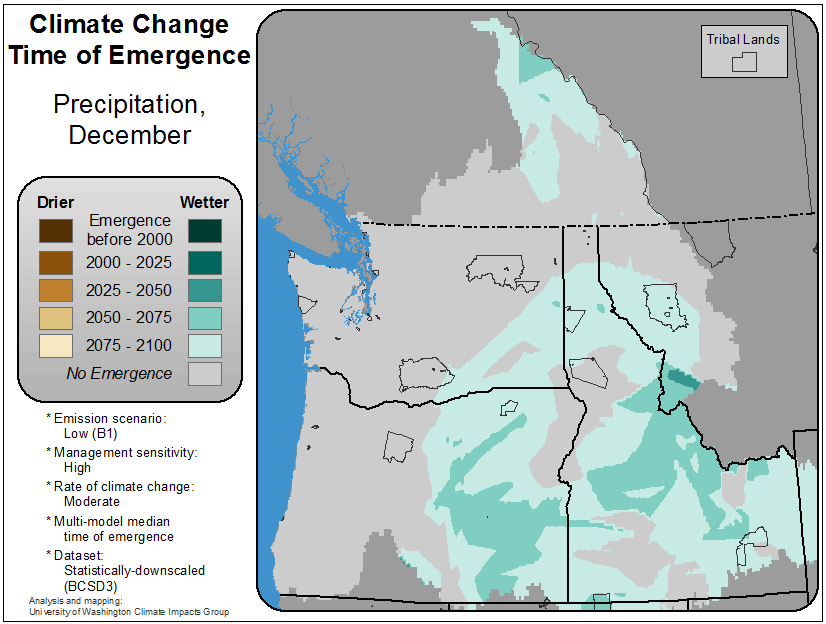 Climate Change
Time of Emergence
Precipitation,
December
Drier
Wetter
Emergence
before 2000
2000 - 2025
2025 - 2050
2050 - 2075
2075 - 2100
No Emergence
* Emission scenario:
Low (B1)
* Management sensitivity:
High
* Rate of climate change:
Moderate
* Multi-model median
time of emergence
* Dataset:
Statistically-downscaled
(BCSD3)
Analysis and mapping:
University of Washington Climate Impacts Group
Tribal Lands